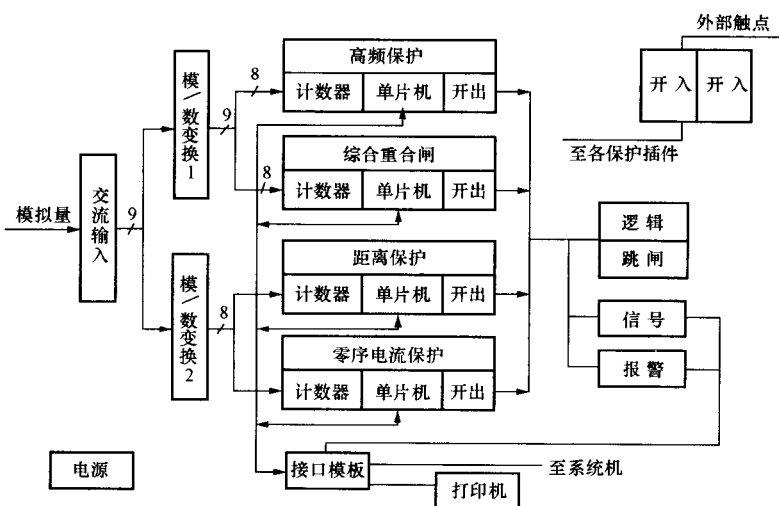 外部触点
开入
开入
至各保护插件
模拟量
交流输入
9
模/数变换1
9
模/数变换2
8
8
高频保护
计数器
单片机
开出
8
综合重合闸
计数器
单片机
开出
距离保护
计数器
单片机
开出
零序电流保护
计数器
单片机
开出
逻辑
跳闸
信号
报警
电源
接口模板
至系统机
打印机